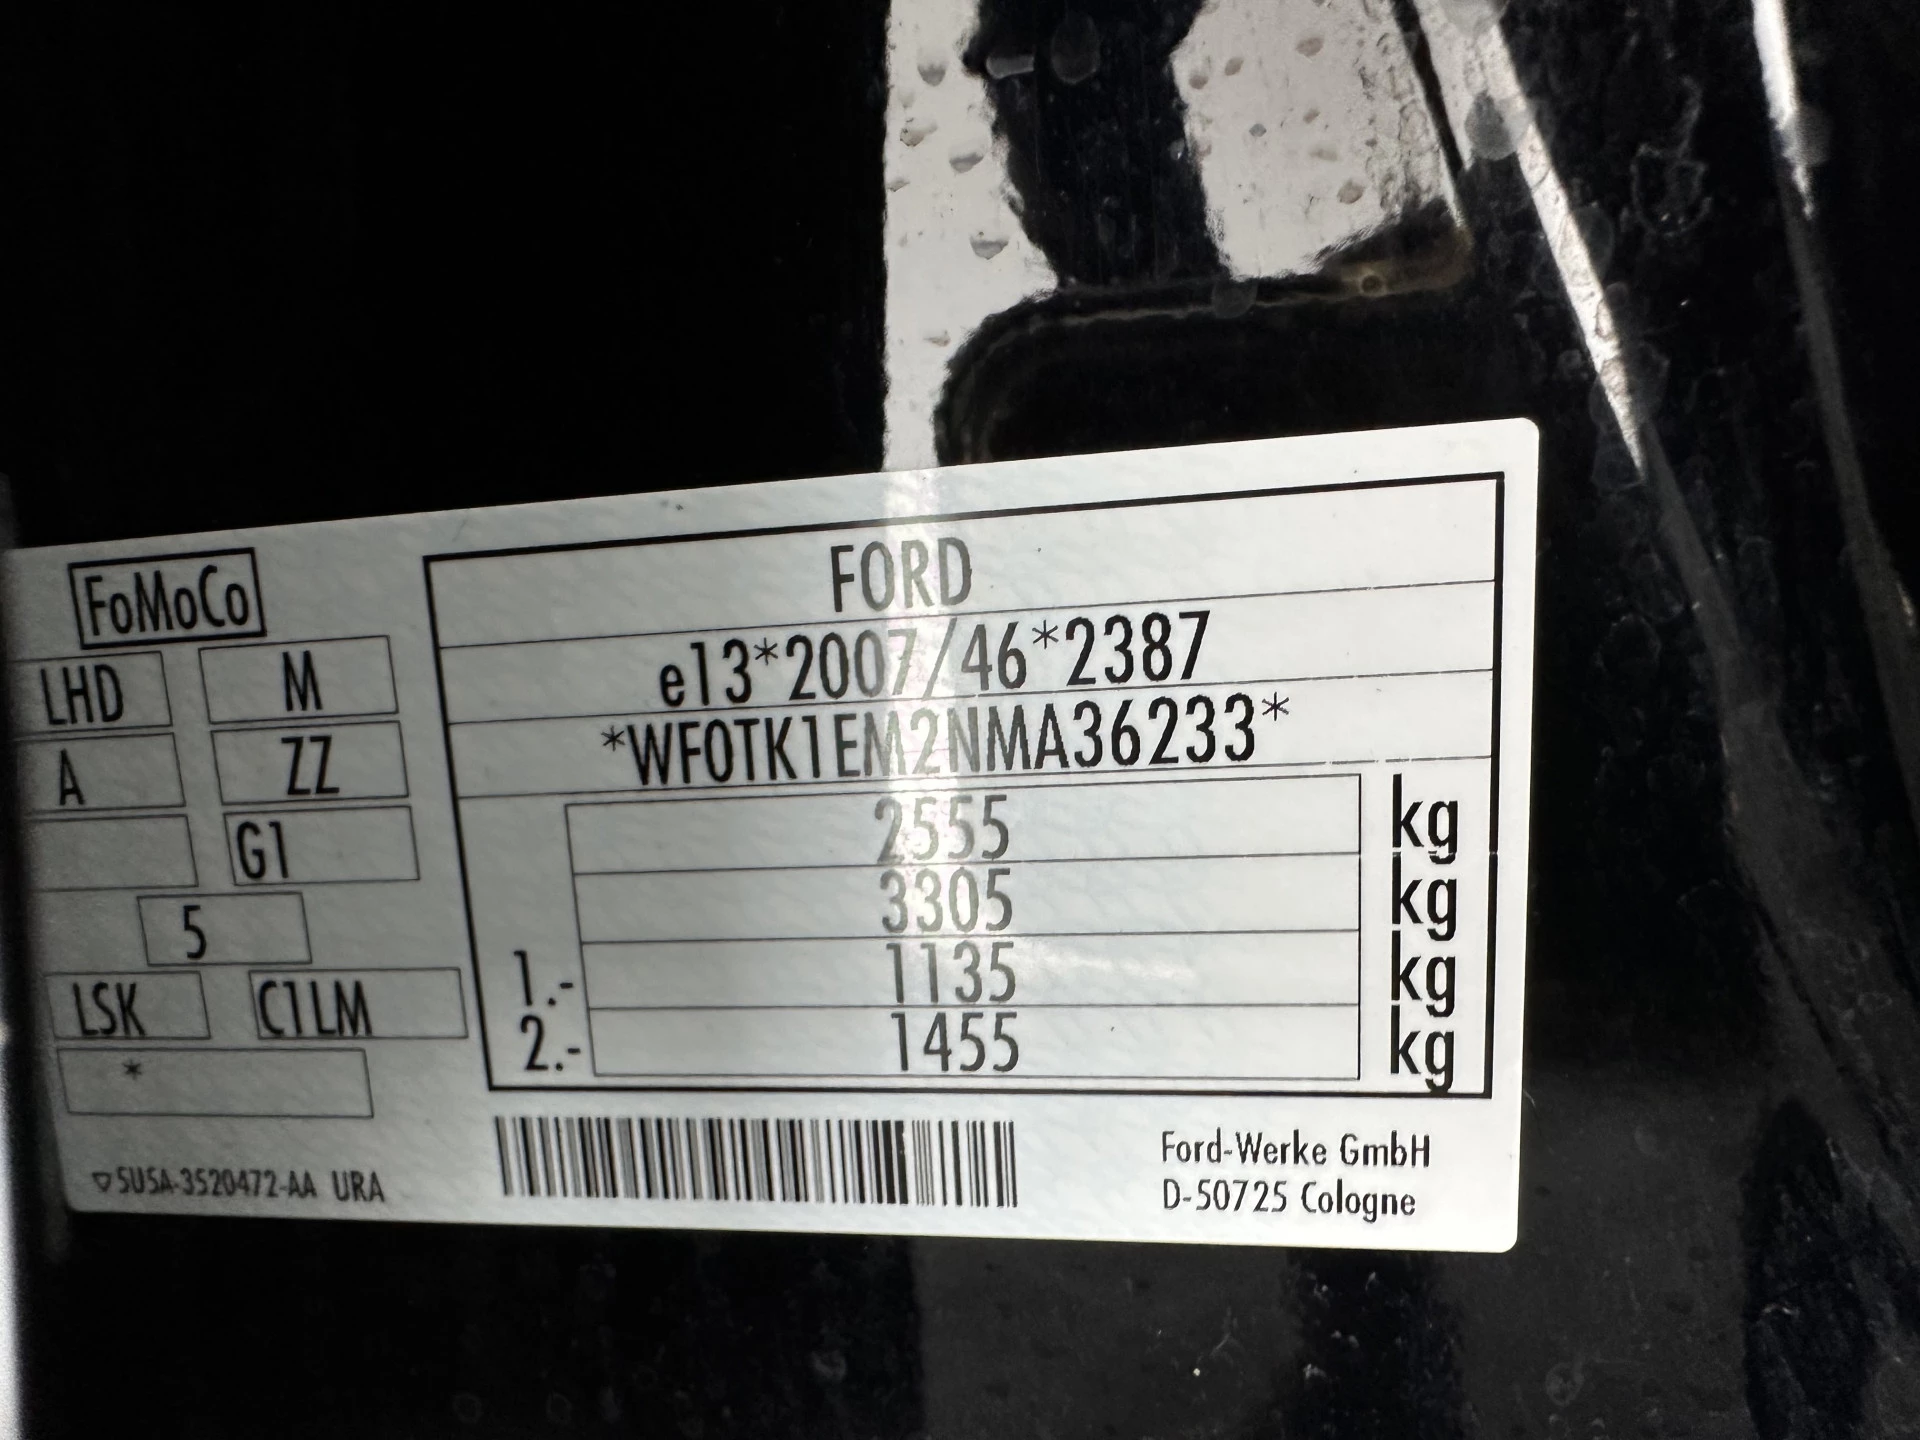 FoMoCo
LHD M
A ZZ
G1
5
LSK C1LM
*
5U5A-3520472-AA URA
FORD
e13*2007/46*2387
*WF0TK1EM2NMA36233*
2555 kg
3305 kg
1.- 1135 kg
2.- 1455 kg
Ford-Werke GmbH
D-50725 Cologne